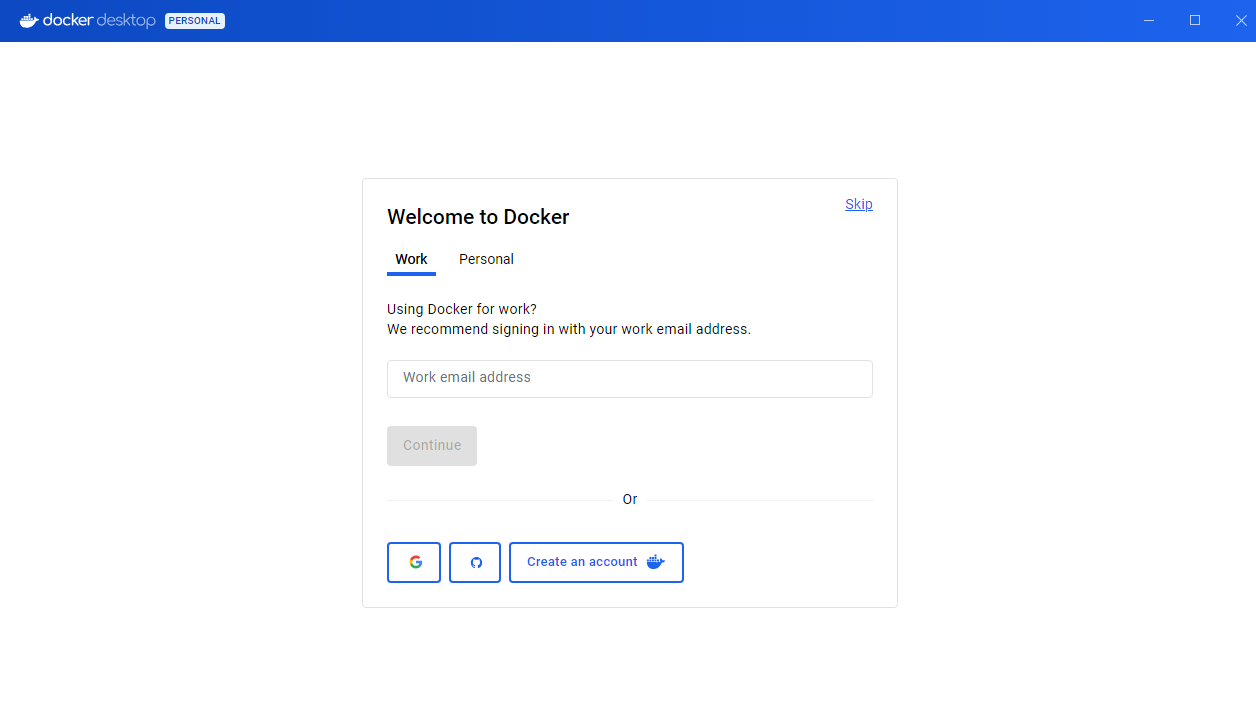 docker desktop PERSONAL
Skip
Welcome to Docker
Work Personal
Using Docker for work?
We recommend signing in with your work email address.
Work email address
Continue
Or
Create an account